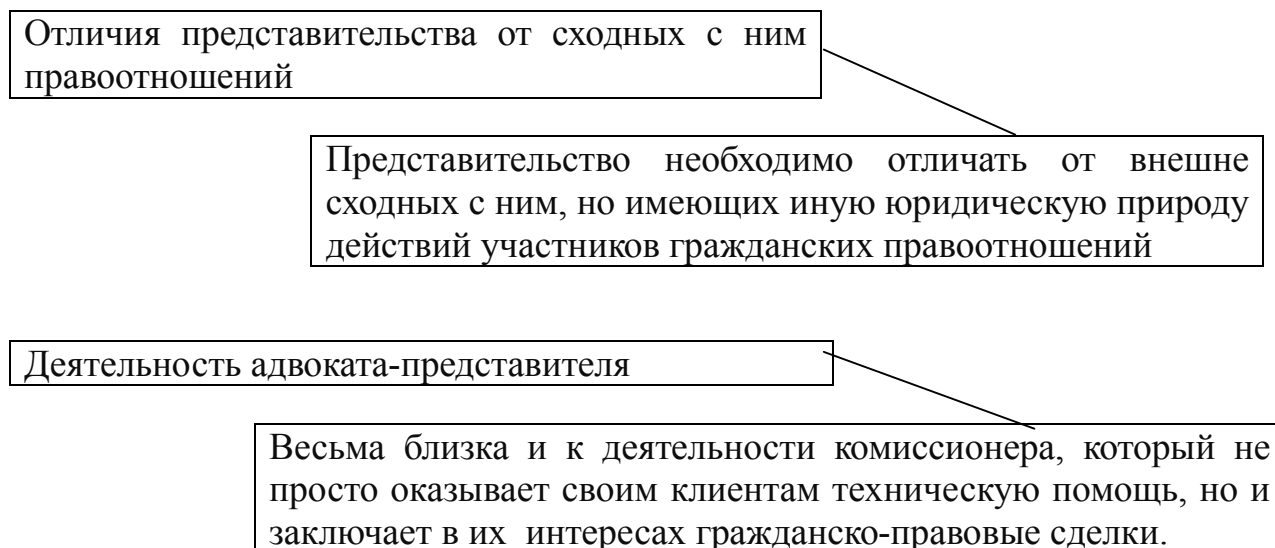 Отличия представительства от сходных с ним
правоотношений
Представительство необходимо отличать от внешне
сходных с ним, но имеющих иную юридическую природу
действий участников гражданских правоотношений
Деятельность адвоката-представителя
Весьма близка и к деятельности комиссионера, который не
просто оказывает своим клиентам техническую помощь, но и
заключает в их интересах гражданско-правовые сделки.